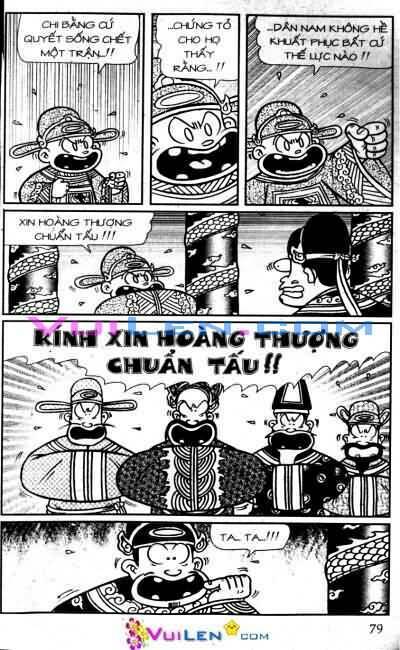 CHI BẰNG CỨ
QUYẾT SỐNG CHẾT
MỘT TRẬN..!!
..CHỨNG TỎ
CHO HỌ
THẤY
RẰNG..!!
..DÂN NAM KHÔNG HỀ
KHUẤT PHỤC BẤT CỨ
THẾ LỰC NÀO!!
XIN HOÀNG THƯỢNG
CHUẨN TẤU!!!
VUILEN.COM
KÍNH XIN HOÀNG THƯỢNG
CHUẨN TẤU!!
TA.. TA..!!!
79
VUILEN.COM